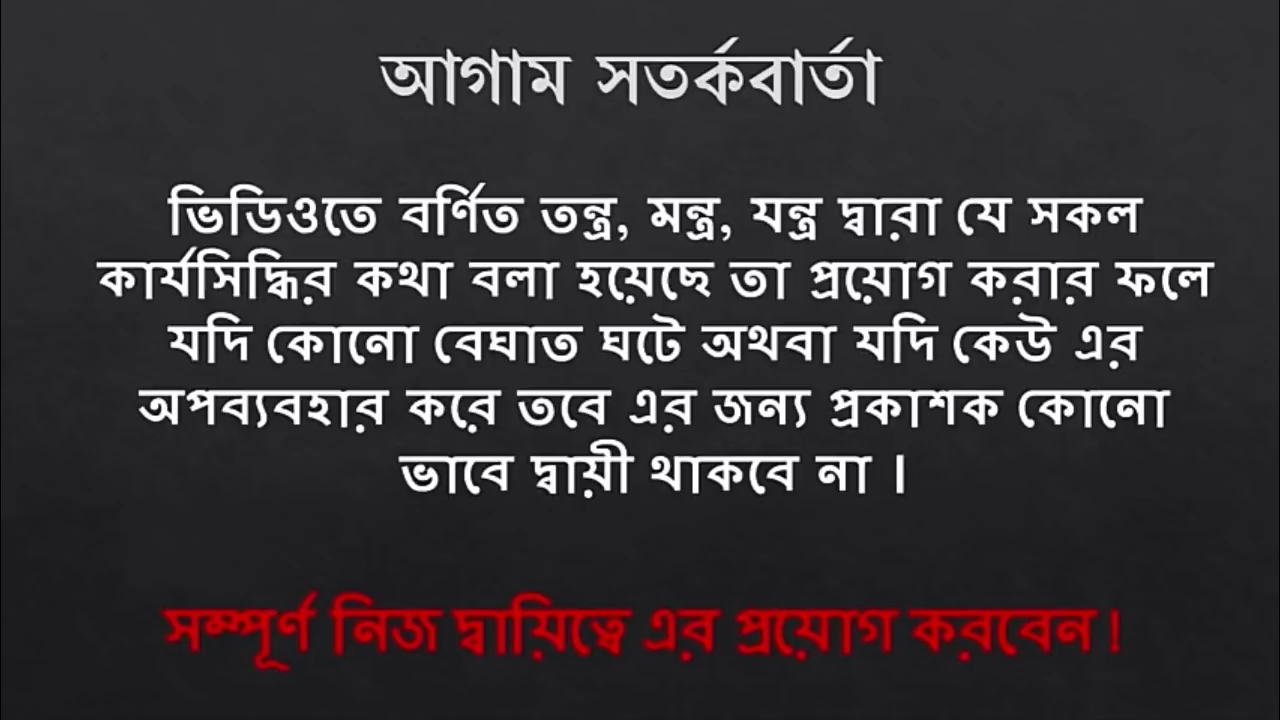 আগাম সতর্কবার্তা
ভিডিওতে বর্ণিত তন্ত্র, মন্ত্র, যন্ত্র দ্বারা যে সকল
কার্যসিদ্ধির কথা বলা হয়েছে তা প্রয়োগ করার ফলে
যদি কোনো বেঘাত ঘটে অথবা যদি কেউ এর
অপব্যবহার করে তবে এর জন্য প্রকাশক কোনো
ভাবে দ্বায়ী থাকবে না ।
সম্পূর্ণ নিজ দ্বায়িত্বে এর প্রয়োগ করবেন !